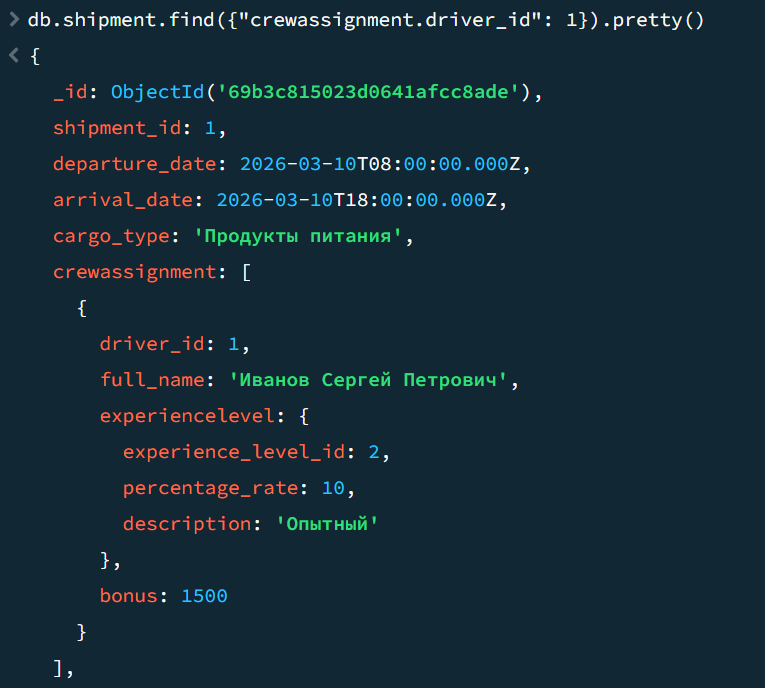 > db.shipment.find({"crewassignment.driver_id": 1}).pretty()
< {
_id: ObjectId('69b3c815023d0641afcc8ade'),
shipment_id: 1,
departure_date: 2026-03-10T08:00:00.000Z,
arrival_date: 2026-03-10T18:00:00.000Z,
cargo_type: 'Продукты питания',
crewassignment: [
{
driver_id: 1,
full_name: 'Иванов Сергей Петрович',
experiencelevel: {
experience_level_id: 2,
percentage_rate: 10,
description: 'Опытный'
},
bonus: 1500
}
],